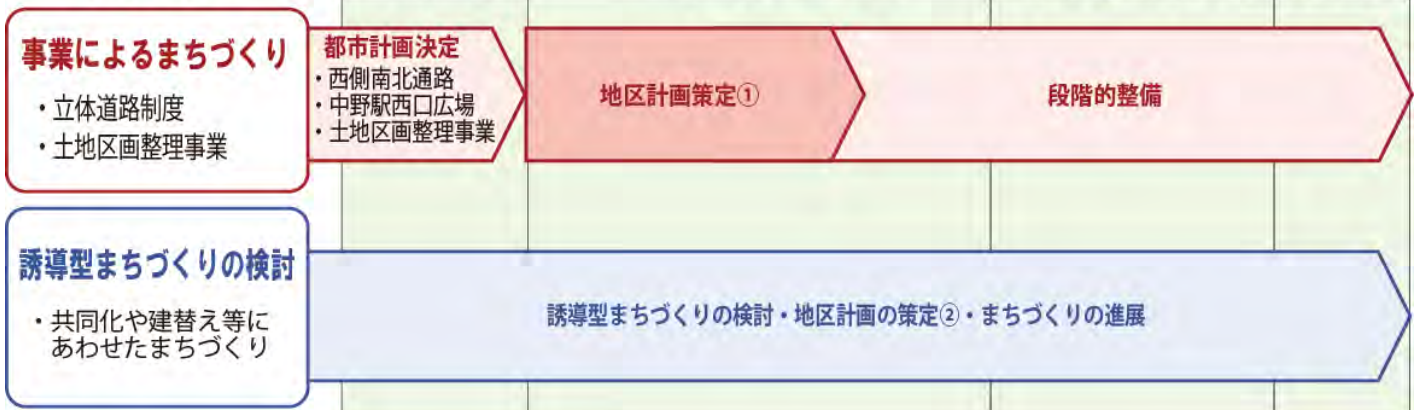 事業によるまちづくり
・立体道路制度
・土地区画整理事業
都市計画決定
・西側南北通路
・中野駅西口広場
・土地区画整理事業
地区計画策定①
段階的整備
誘導型まちづくりの検討
・共同化や建替え等に
あわせたまちづくり
誘導型まちづくりの検討・地区計画の策定②・まちづくりの進展